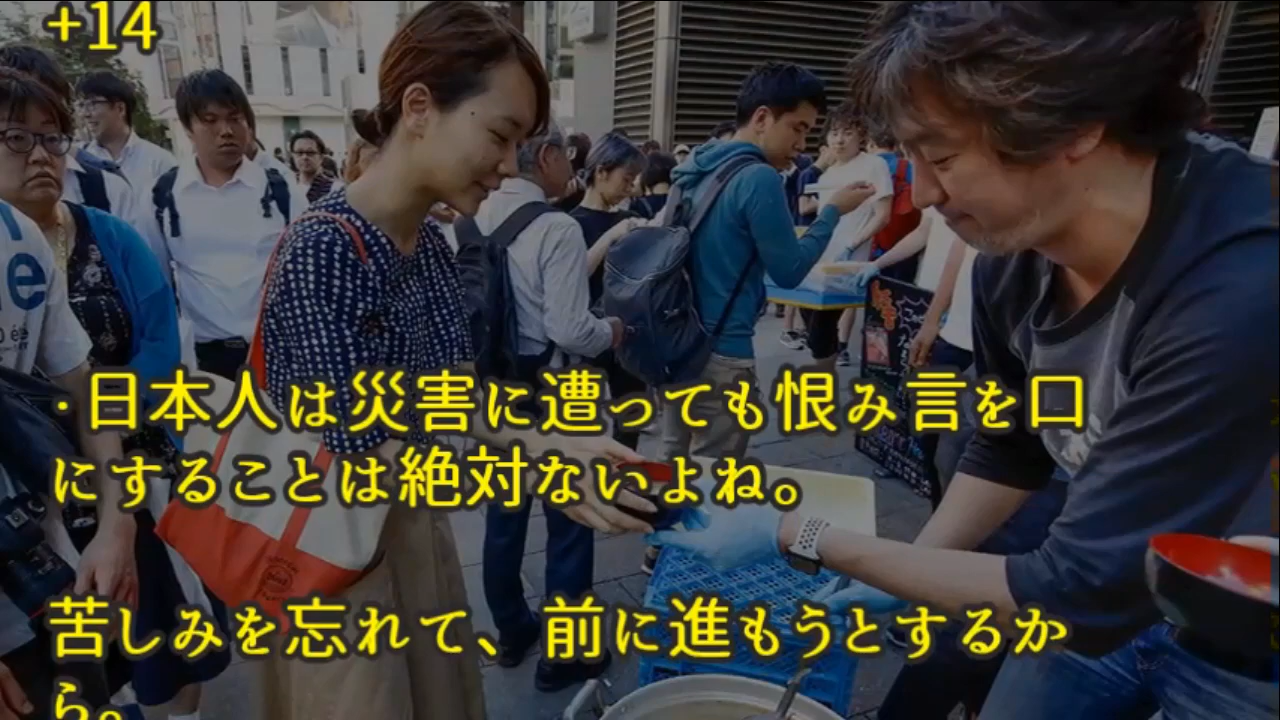 +14
・日本人は災害に遭っても恨み言を口
にすることは絶対ないよね。
苦しみを忘れて、前に進もうとするか
ら。